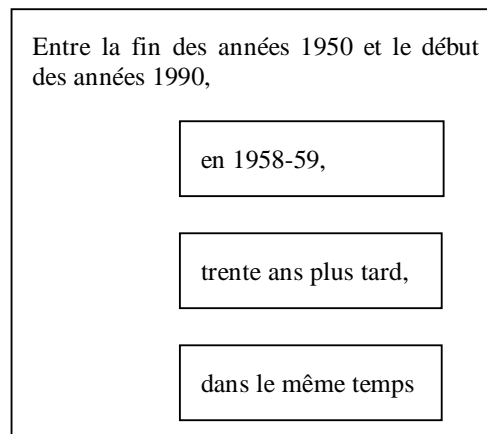 Entre la fin des années 1950 et le début
des années 1990,
en 1958-59,
trente ans plus tard,
dans le même temps